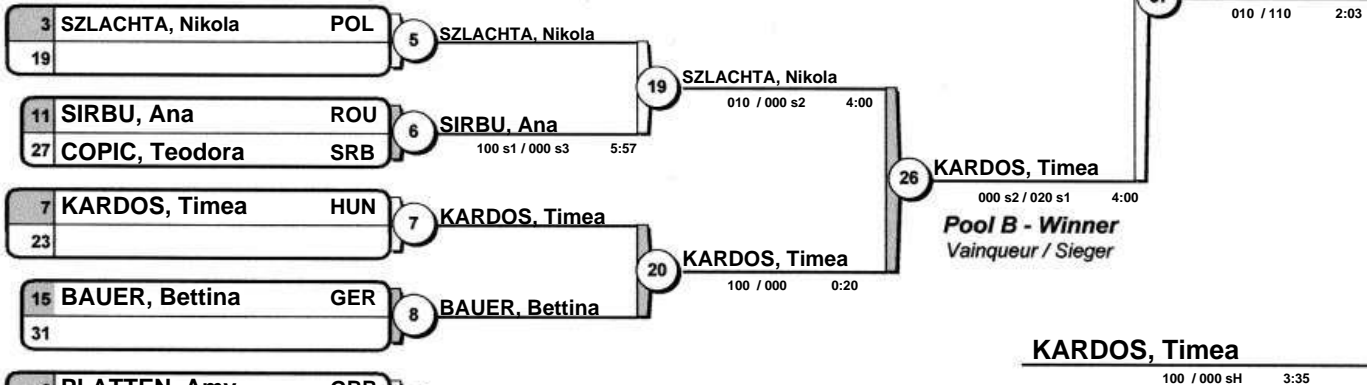 010 / 110 2:03
3 SZLACHTA, Nikola POL
19
5
SZLACHTA, Nikola
11 SIRBU, Ana ROU
27 COPIC, Teodora SRB
6
SIRBU, Ana
100 s1 / 000 s3 5:57
19
SZLACHTA, Nikola
010 / 000 s2 4:00
7 KARDOS, Timea HUN
23
7
KARDOS, Timea
15 BAUER, Bettina GER
31
8
BAUER, Bettina
20
KARDOS, Timea
100 / 000 0:20
26
KARDOS, Timea
000 s2 / 020 s1 4:00
Pool B - Winner
Vainqueur / Sieger
KARDOS, Timea
100 / 000 sH 3:35
PLATTEN, Amy GBR